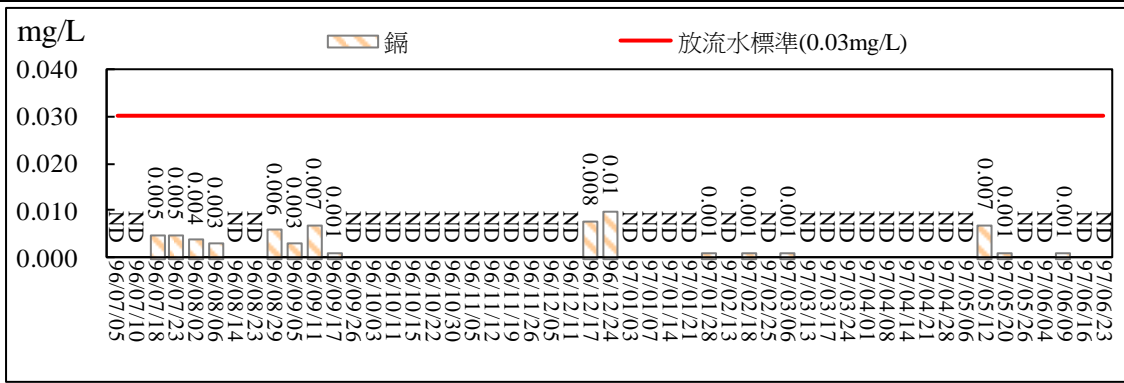 mg/L
鎘
放流水標準(0.03mg/L)
0.040
0.030
0.020
0.010
0.000
ND
ND
0.005
0.005
0.004
0.003
ND
ND
0.006
0.003
0.007
0.001
ND
ND
ND
ND
ND
ND
ND
ND
ND
ND
ND
ND
0.008
0.01
ND
ND
ND
ND
0.001
ND
0.001
ND
0.001
ND
ND
ND
ND
ND
ND
ND
ND
ND
0.007
0.001
ND
ND
0.001
ND
ND
96/07/05
96/07/10
96/07/18
96/07/23
96/08/02
96/08/06
96/08/14
96/08/23
96/08/29
96/09/05
96/09/11
96/09/17
96/09/26
96/10/03
96/10/11
96/10/15
96/10/22
96/10/30
96/11/05
96/11/12
96/11/19
96/11/26
96/12/05
96/12/11
96/12/17
96/12/24
97/01/03
97/01/07
97/01/14
97/01/21
97/01/28
97/02/13
97/02/18
97/02/25
97/03/06
97/03/13
97/03/17
97/03/24
97/04/01
97/04/08
97/04/14
97/04/21
97/04/28
97/05/06
97/05/12
97/05/20
97/05/26
97/06/04
97/06/09
97/06/16
97/06/23